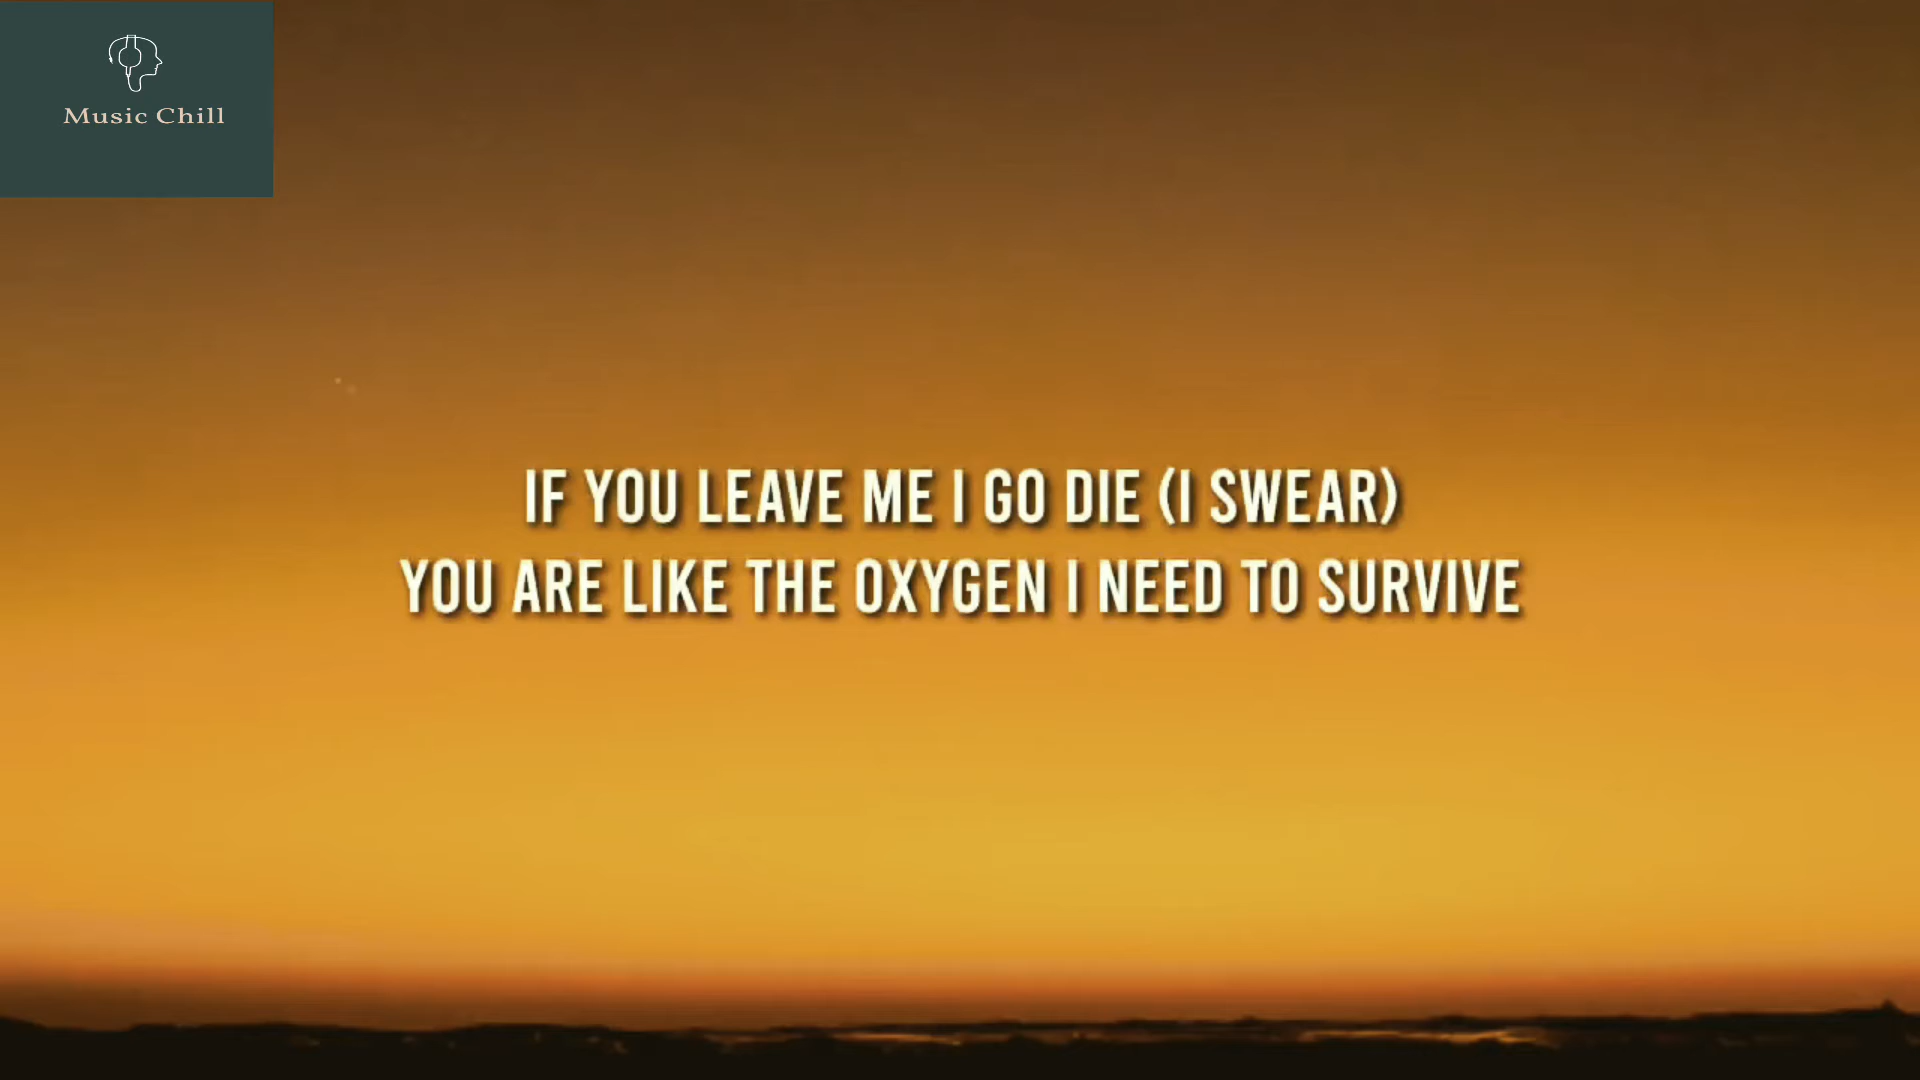 Music Chill
IF YOU LEAVE ME I GO DIE (I SWEAR)
YOU ARE LIKE THE OXYGEN I NEED TO SURVIVE